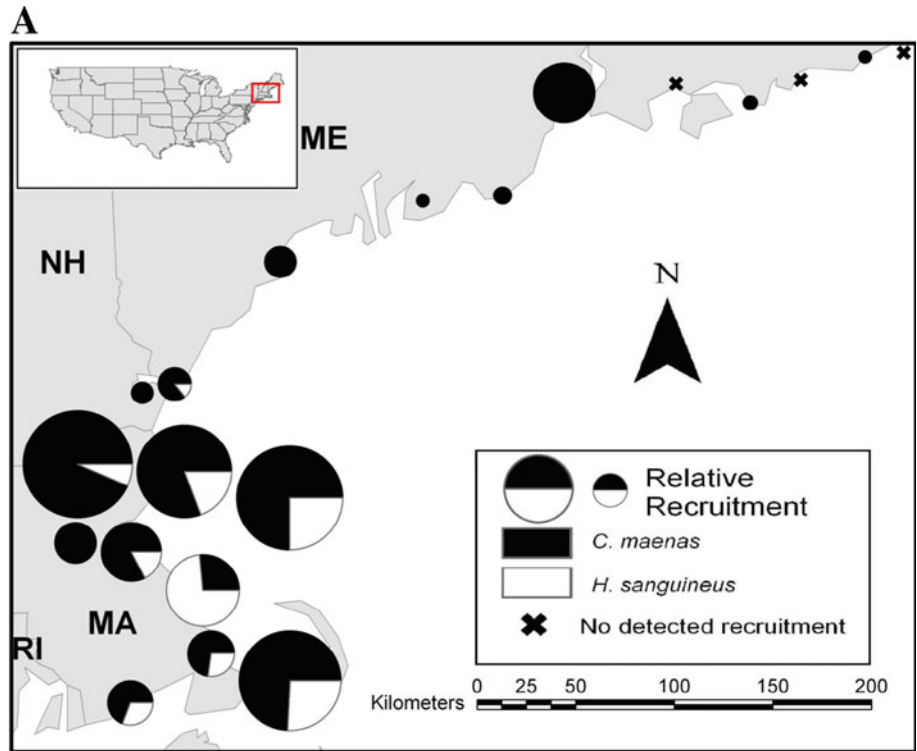 A
ME
NH
N
Relative
Recruitment
C. maenas
H. sanguineus
No detected recruitment
MA
RI
Kilometers 0 25 50 100 150 200